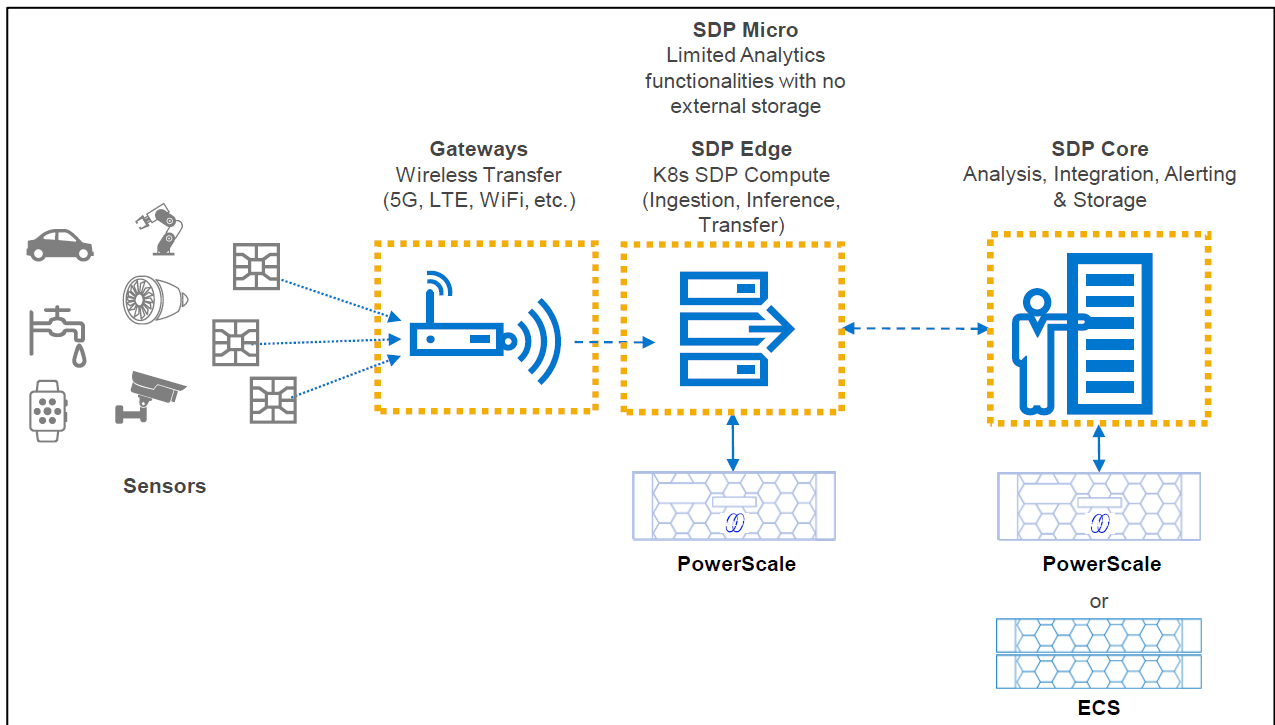 SDP Micro
Limited Analytics
functionalities with no
external storage
Gateways
Wireless Transfer
(5G, LTE, WiFi, etc.)
SDP Edge
K8s SDP Compute
(Ingestion, Inference,
Transfer)
SDP Core
Analysis, Integration, Alerting
& Storage
Sensors
PowerScale
PowerScale
or
ECS